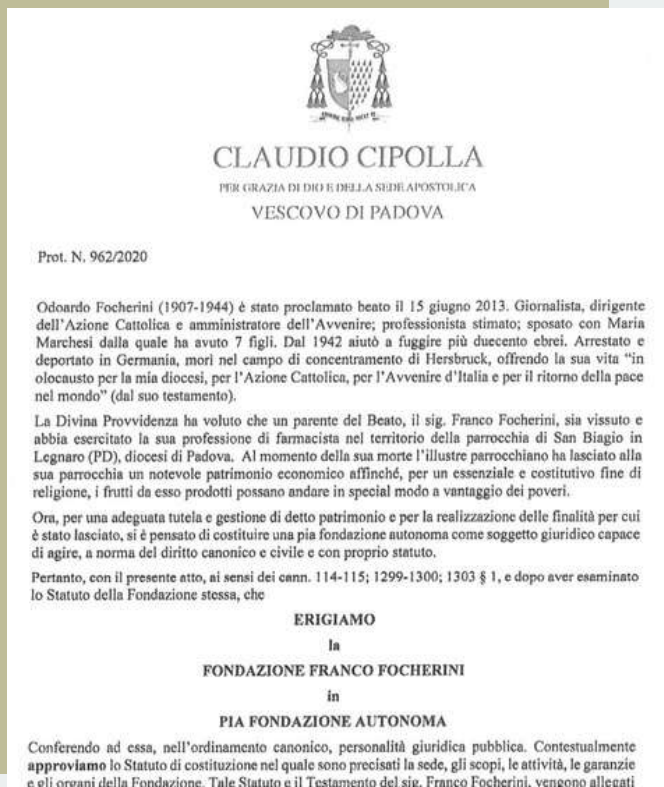 CLAUDIO CIPOLLA
PER GRAZIA DI DIO E DELLA SEDE APOSTOLICA
VESCOVO DI PADOVA
Prot. N. 962/2020
Odoardo Focherini (1907-1944) è stato proclamato beato il 15 giugno 2013. Giornalista, dirigente
dell'Azione Cattolica e amministratore dell'Avvenire; professionista stimato; sposato con Maria
Marchesi dalla quale ha avuto 7 figli. Dal 1942 aiutò a fuggire più duecento ebrei. Arrestato e
deportato in Germania, morì nel campo di concentramento di Hersbruck, offrendo la sua vita "in
olocausto per la mia diocesi, per l'Azione Cattolica, per l'Avvenire d'Italia e per il ritorno della pace
nel mondo" (dal suo testamento).
La Divina Provvidenza ha voluto che un parente del Beato, il sig. Franco Focherini, sia vissuto e
abbia esercitato la sua professione di farmacista nel territorio della parrocchia di San Biagio in
Legnaro (PD), diocesi di Padova. Al momento della sua morte l'illustre parrocchiano ha lasciato alla
sua parrocchia un notevole patrimonio economico affinché, per un essenziale e costitutivo fine di
religione, i frutti da esso prodotti possano andare in special modo a vantaggio dei poveri.
Ora, per una adeguata tutela e gestione di detto patrimonio e per la realizzazione delle finalità per cui
è stato lasciato, si è pensato di costituire una pia fondazione autonoma come soggetto giuridico capace
di agire, a norma del diritto canonico e civile e con proprio statuto.
Pertanto, con il presente atto, ai sensi dei cann. 114-115; 1299-1300; 1303 § 1, e dopo aver esaminato
lo Statuto della Fondazione stessa, che
ERIGIAMO
la
FONDAZIONE FRANCO FOCHERINI
in
PIA FONDAZIONE AUTONOMA
Conferendo ad essa, nell'ordinamento canonico, personalità giuridica pubblica. Contestualmente
approviamo lo Statuto di costituzione nel quale sono precisati la sede, gli scopi, le attività, le garanzie
e gli organi della Fondazione. Tale Statuto e il Testamento del sig. Franco Focherini, vengono allegati